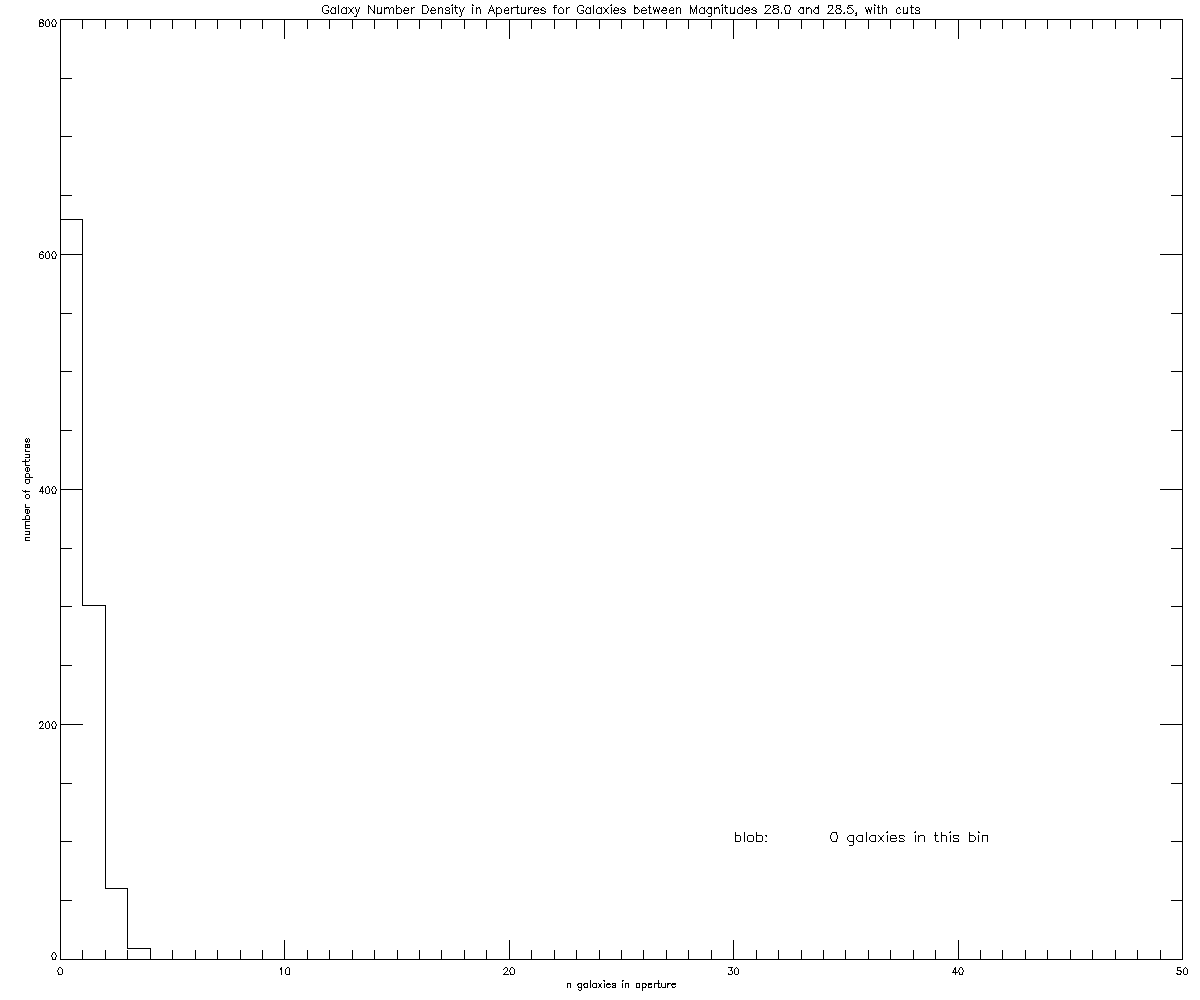 Galaxy Number Density in Apertures for Galaxies between Magnitudes 28.0 and 28.5, with cuts
800
600
400
200
0
number of apertures
blob: 0 galaxies in this bin
0 10 20 30 40 50
n galaxies in aperture